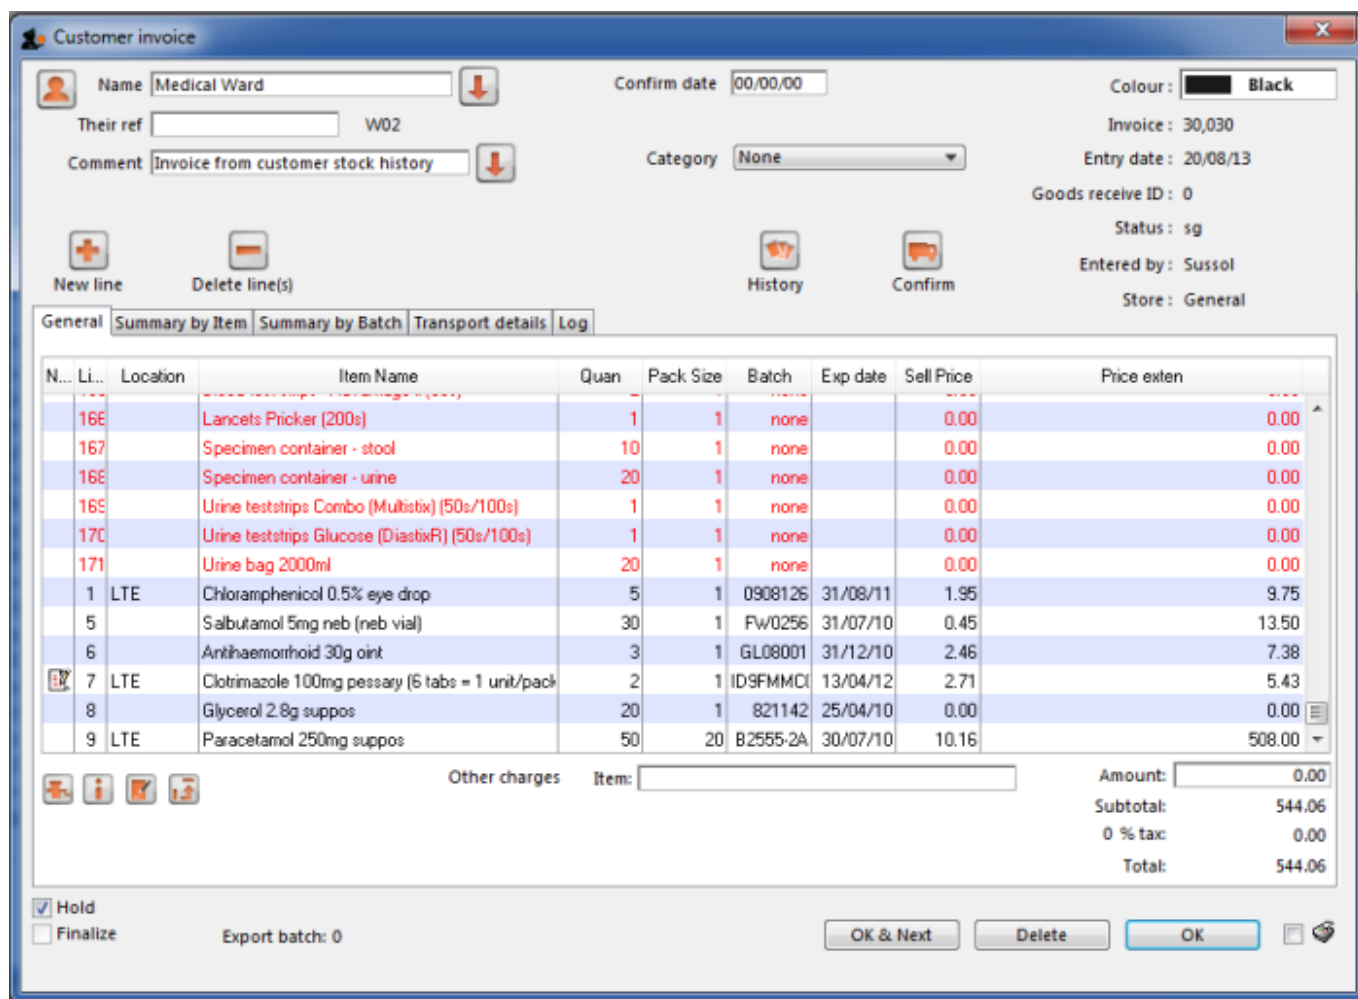 Customer invoice
Name Medical Ward Confirm date 00/00/00 Colour: Black
Their ref W02 Invoice: 30,030
Comment Invoice from customer stock history Category None Entry date: 20/08/13
Goods receive ID: 0
Status: sg
Entered by: Sussol
Store: General
New line Delete line(s) History Confirm
General Summary by Item Summary by Batch Transport details Log
N... Li... Location Item Name Quan Pack Size Batch Exp date Sell Price Price exten
166 Lancets Pricker (200s) 1 1 none 0.00 0.00
167 Specimen container - stool 10 1 none 0.00 0.00
168 Specimen container - urine 20 1 none 0.00 0.00
169 Urine teststrips Combo (Multistix) (50s/100s) 1 1 none 0.00 0.00
170 Urine teststrips Glucose (DiastixR) (50s/100s) 1 1 none 0.00 0.00
171 Urine bag 2000ml 20 1 none 0.00 0.00
1 LTE Chloramphenicol 0.5% eye drop 5 1 0908126 31/08/11 1.95 9.75
5 Salbutamol 5mg neb (neb vial) 30 1 FW0256 31/07/10 0.45 13.50
6 Antihaemorrhoid 30g oint 3 1 GL08001 31/12/10 2.46 7.38
7 LTE Clotrimazole 100mg pessary (6 tabs = 1 unit/pack 2 1 13/04/12 2.71 5.43
8 Glycerol 2.8g suppos 20 1 821142 25/04/10 0.00 0.00
9 LTE Paracetamol 250mg suppos 50 20 B2555-2A 30/07/10 10.16 508.00
Other charges Item: Amount: 0.00
Subtotal: 544.06
0 % tax: 0.00
Total: 544.06
Hold
Finalize Export batch: 0 OK & Next Delete OK